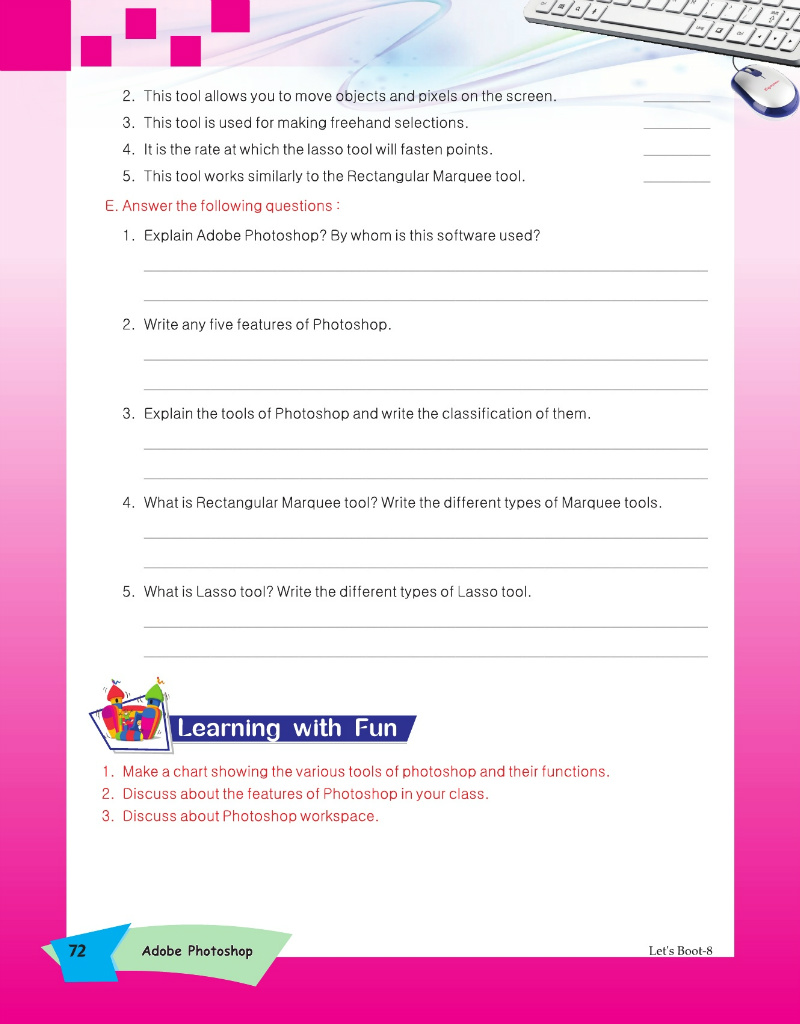 2. This tool allows you to move objects and pixels on the screen.
3. This tool is used for making freehand selections.
4. It is the rate at which the lasso tool will fasten points.
5. This tool works similarly to the Rectangular Marquee tool.
E. Answer the following questions :
1. Explain Adobe Photoshop? By whom is this software used?
2. Write any five features of Photoshop.
3. Explain the tools of Photoshop and write the classification of them.
4. What is Rectangular Marquee tool? Write the different types of Marquee tools.
5. What is Lasso tool? Write the different types of Lasso tool.
Learning with Fun
1. Make a chart showing the various tools of photoshop and their functions.
2. Discuss about the features of Photoshop in your class.
3. Discuss about Photoshop workspace.
72 Adobe Photoshop Let's Boot-8